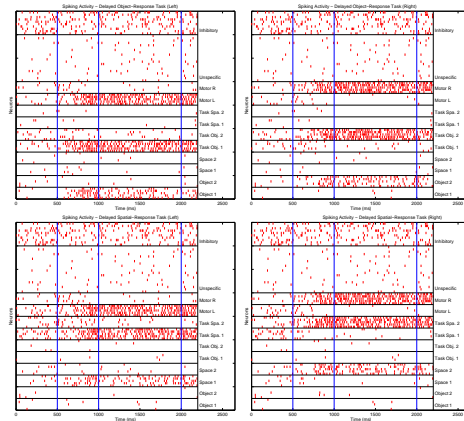 Spiking Activity – Delayed Object–Response Task (Left)
Inhibitory
Unspecific
Motor R
Motor L
Task Spa. 2
Task Spa. 1
Task Obj. 2
Task Obj. 1
Space 2
Space 1
Object 2
Object 1
Neurons
0 500 1000 1500 2000 2500
Time (ms)
Spiking Activity – Delayed Object–Response Task (Right)
Inhibitory
Unspecific
Motor R
Motor L
Task Spa. 2
Task Spa. 1
Task Obj. 2
Task Obj. 1
Space 2
Space 1
Object 2
Object 1
0 500 1000 1500 2000
Time (ms)
Spiking Activity – Delayed Spatial–Response Task (Left)
Inhibitory
Unspecific
Motor R
Motor L
Task Spa. 2
Task Spa. 1
Task Obj. 2
Task Obj. 1
Space 2
Space 1
Object 2
Object 1
Neurons
0 500 1000 1500 2000 2500
Time (ms)
Spiking Activity – Delayed Spatial–Response Task (Right)
Inhibitory
Unspecific
Motor R
Motor L
Task Spa. 2
Task Spa. 1
Task Obj. 2
Task Obj. 1
Space 2
Space 1
Object 2
Object 1
0 500 1000 1500 2000
Time (ms)